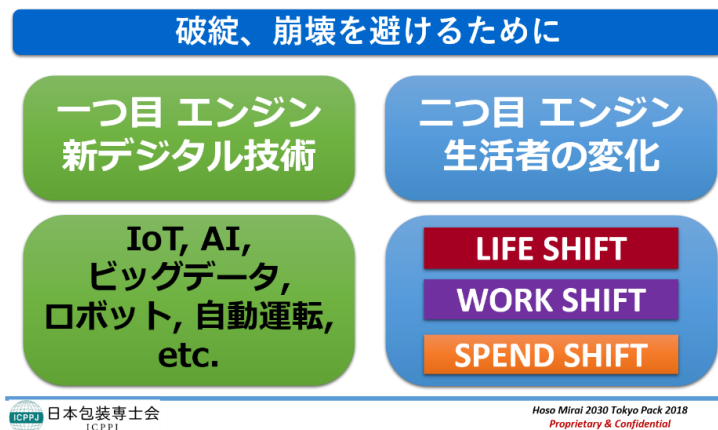 破綻、崩壊を避けるために
一つ目 エンジン
新デジタル技術
二つ目 エンジン
生活者の変化
IoT, AI,
ビッグデータ,
ロボット, 自動運転,
etc.
LIFE SHIFT
WORK SHIFT
SPEND SHIFT
ICPPJ
日本包装専士会
ICPPJ
Hoso Mirai 2030 Tokyo Pack 2018
Proprietary & Confidential